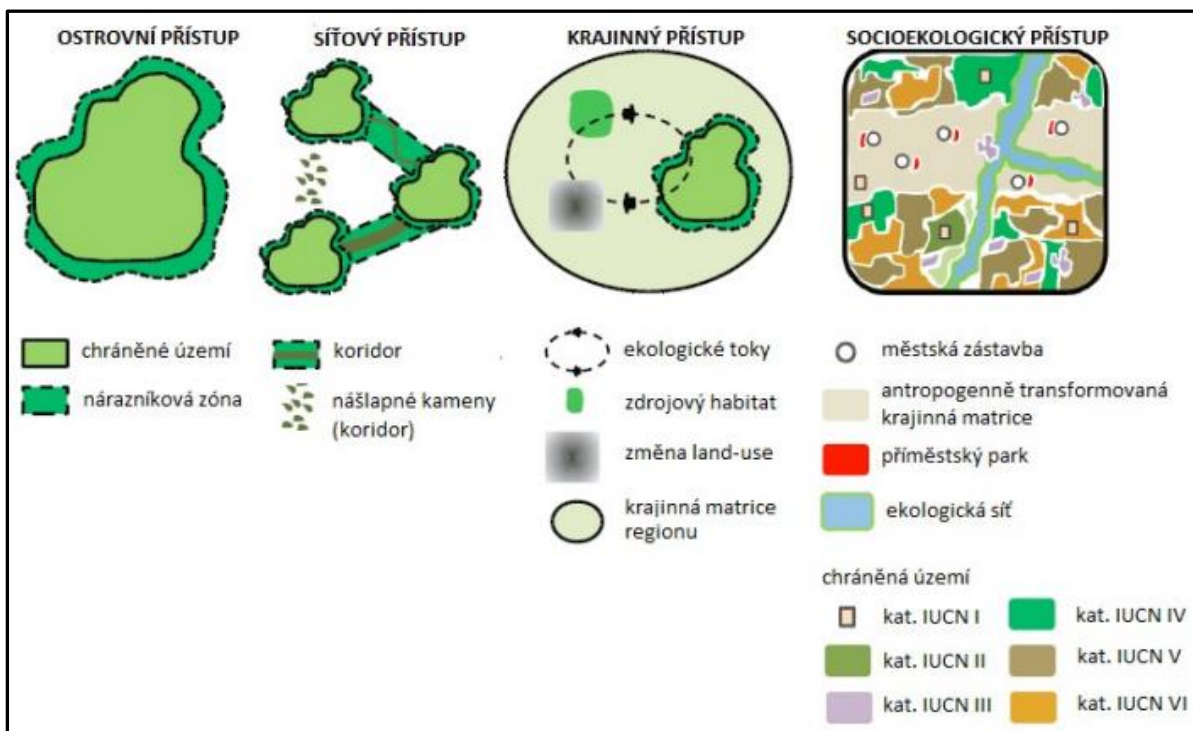 OSTROVNÍ PŘÍSTUP
SÍŤOVÝ PŘÍSTUP
KRAJINNÝ PŘÍSTUP
SOCIOEKOLOGICKÝ PŘÍSTUP
chráněné území
nárazníková zóna
koridor
nášlapné kameny
(koridor)
ekologické toky
zdrojový habitat
změna land-use
krajinná matrice
regionu
městská zástavba
antropogenně transformovaná
krajinná matrice
příměstský park
ekologická síť
chráněná území
kat. IUCN I
kat. IUCN II
kat. IUCN III
kat. IUCN IV
kat. IUCN V
kat. IUCN VI